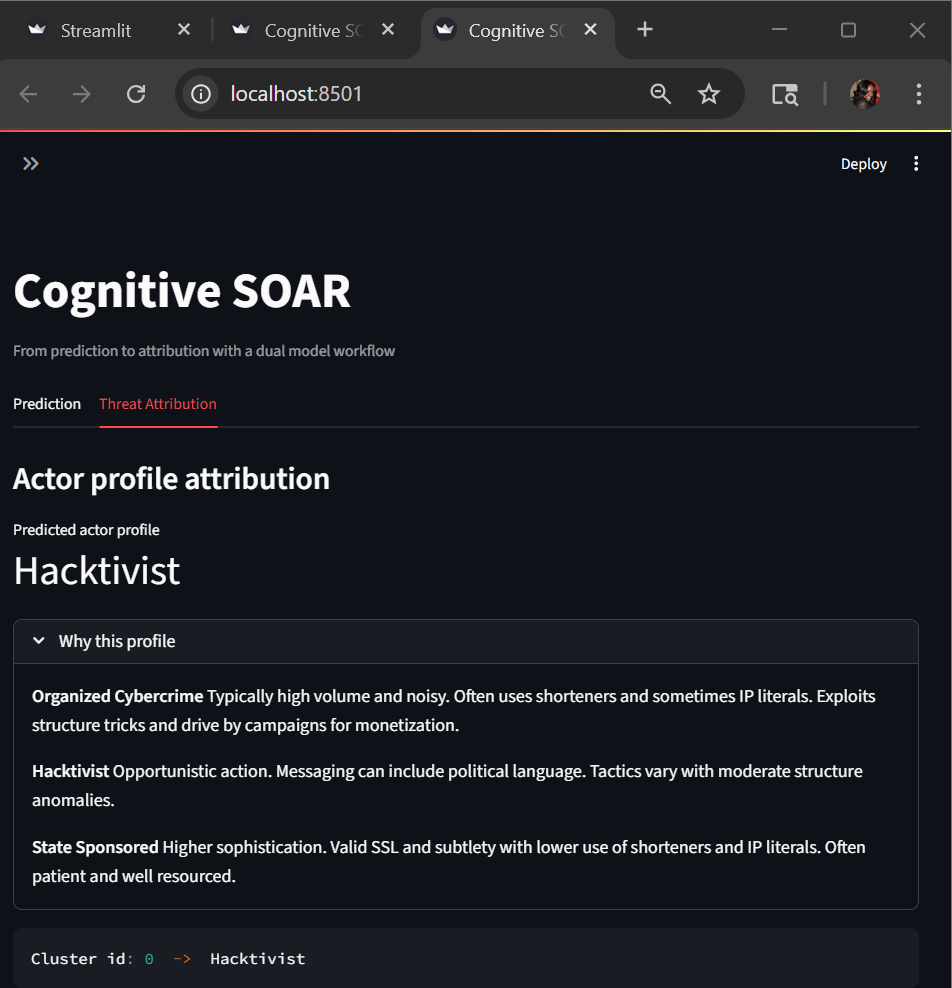 Streamlit
Cognitive SO
Cognitive SO
localhost:8501
Deploy
Cognitive SOAR
From prediction to attribution with a dual model workflow
Prediction
Threat Attribution
Actor profile attribution
Predicted actor profile
Hacktivist
Why this profile
Organized Cybercrime Typically high volume and noisy. Often uses shorteners and sometimes IP literals. Exploits
structure tricks and drive by campaigns for monetization.
Hacktivist Opportunistic action. Messaging can include political language. Tactics vary with moderate structure
anomalies.
State Sponsored Higher sophistication. Valid SSL and subtlety with lower use of shorteners and IP literals. Often
patient and well resourced.
Cluster id: 0 -> Hacktivist